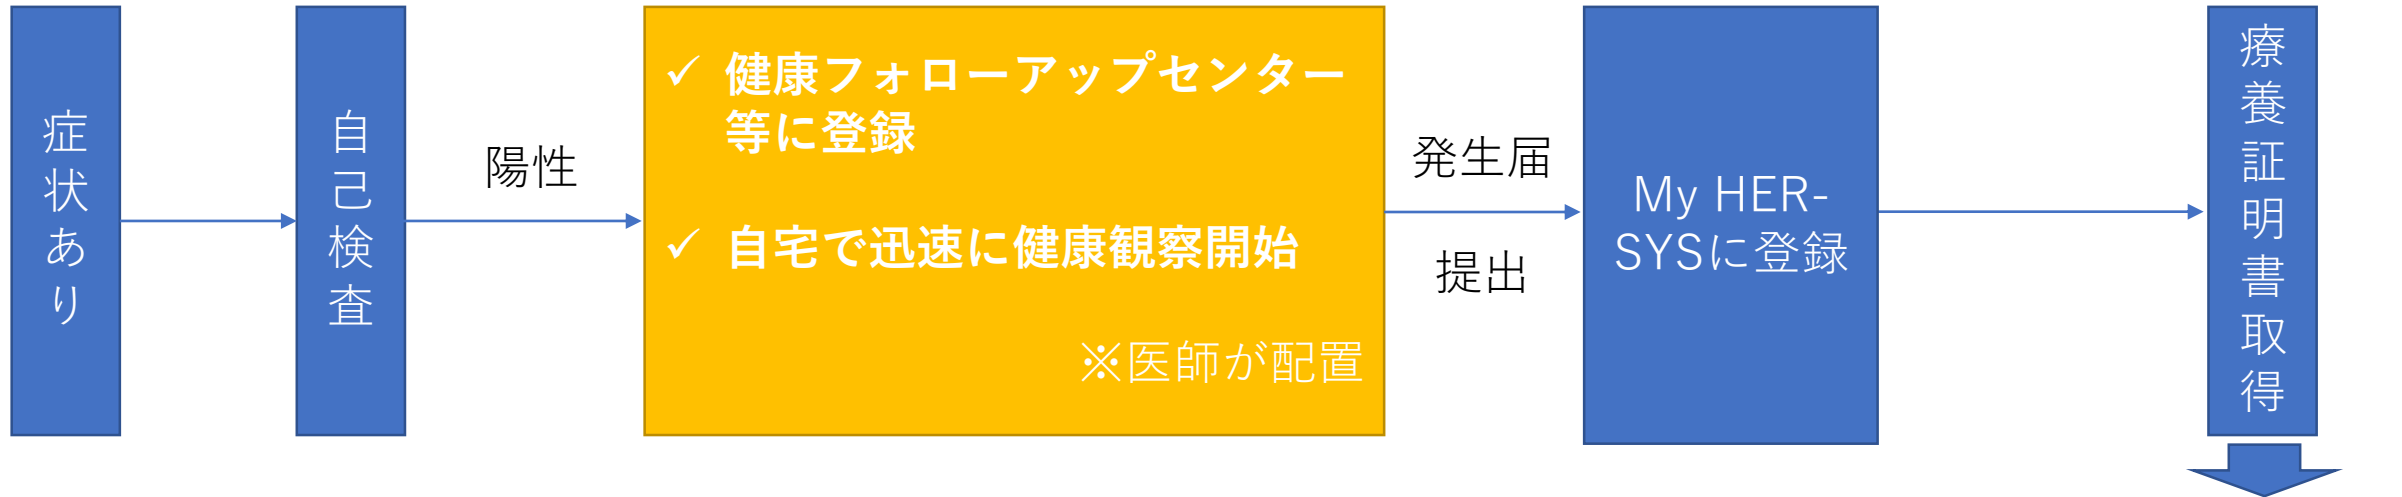 症状あり
自己検査
陽性
✓ 健康フォローアップセンター
等に登録
✓ 自宅で迅速に健康観察開始
※医師が配置
発生届
提出
My HER-
SYSに登録
療養証明書取得